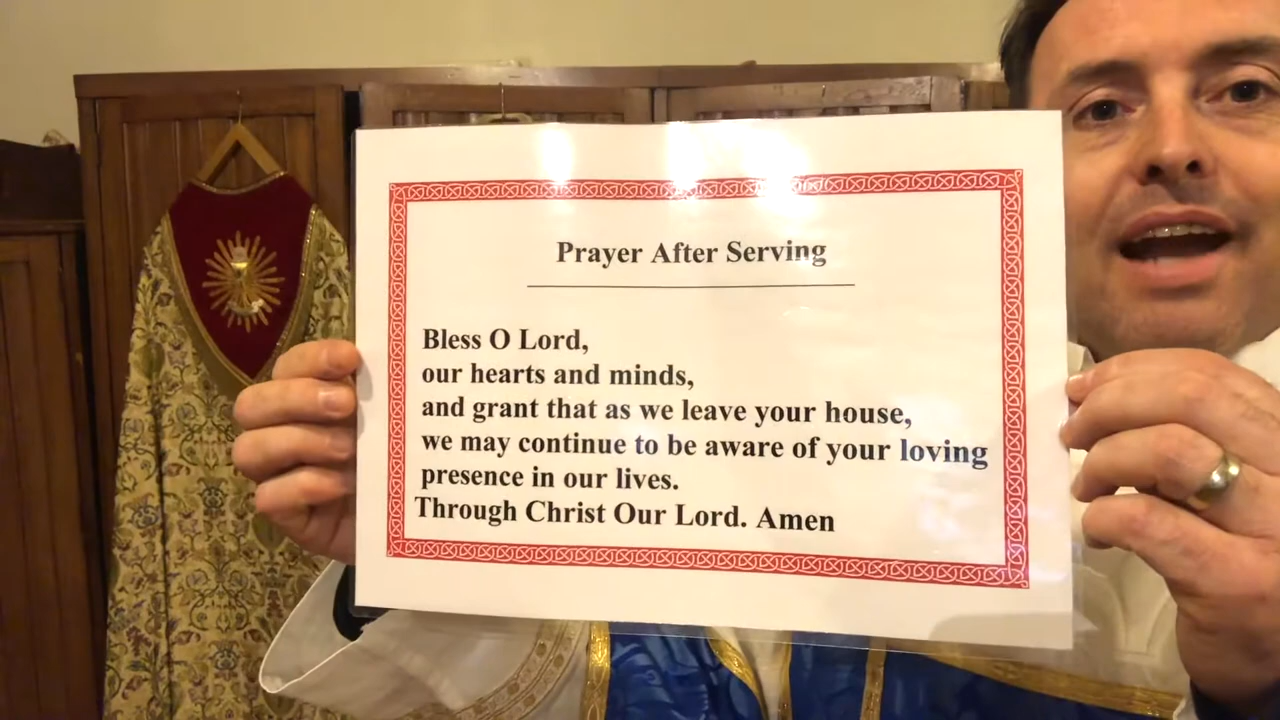 Prayer After Serving
Bless O Lord,
our hearts and minds,
and grant that as we leave your house,
we may continue to be aware of your loving
presence in our lives.
Through Christ Our Lord. Amen